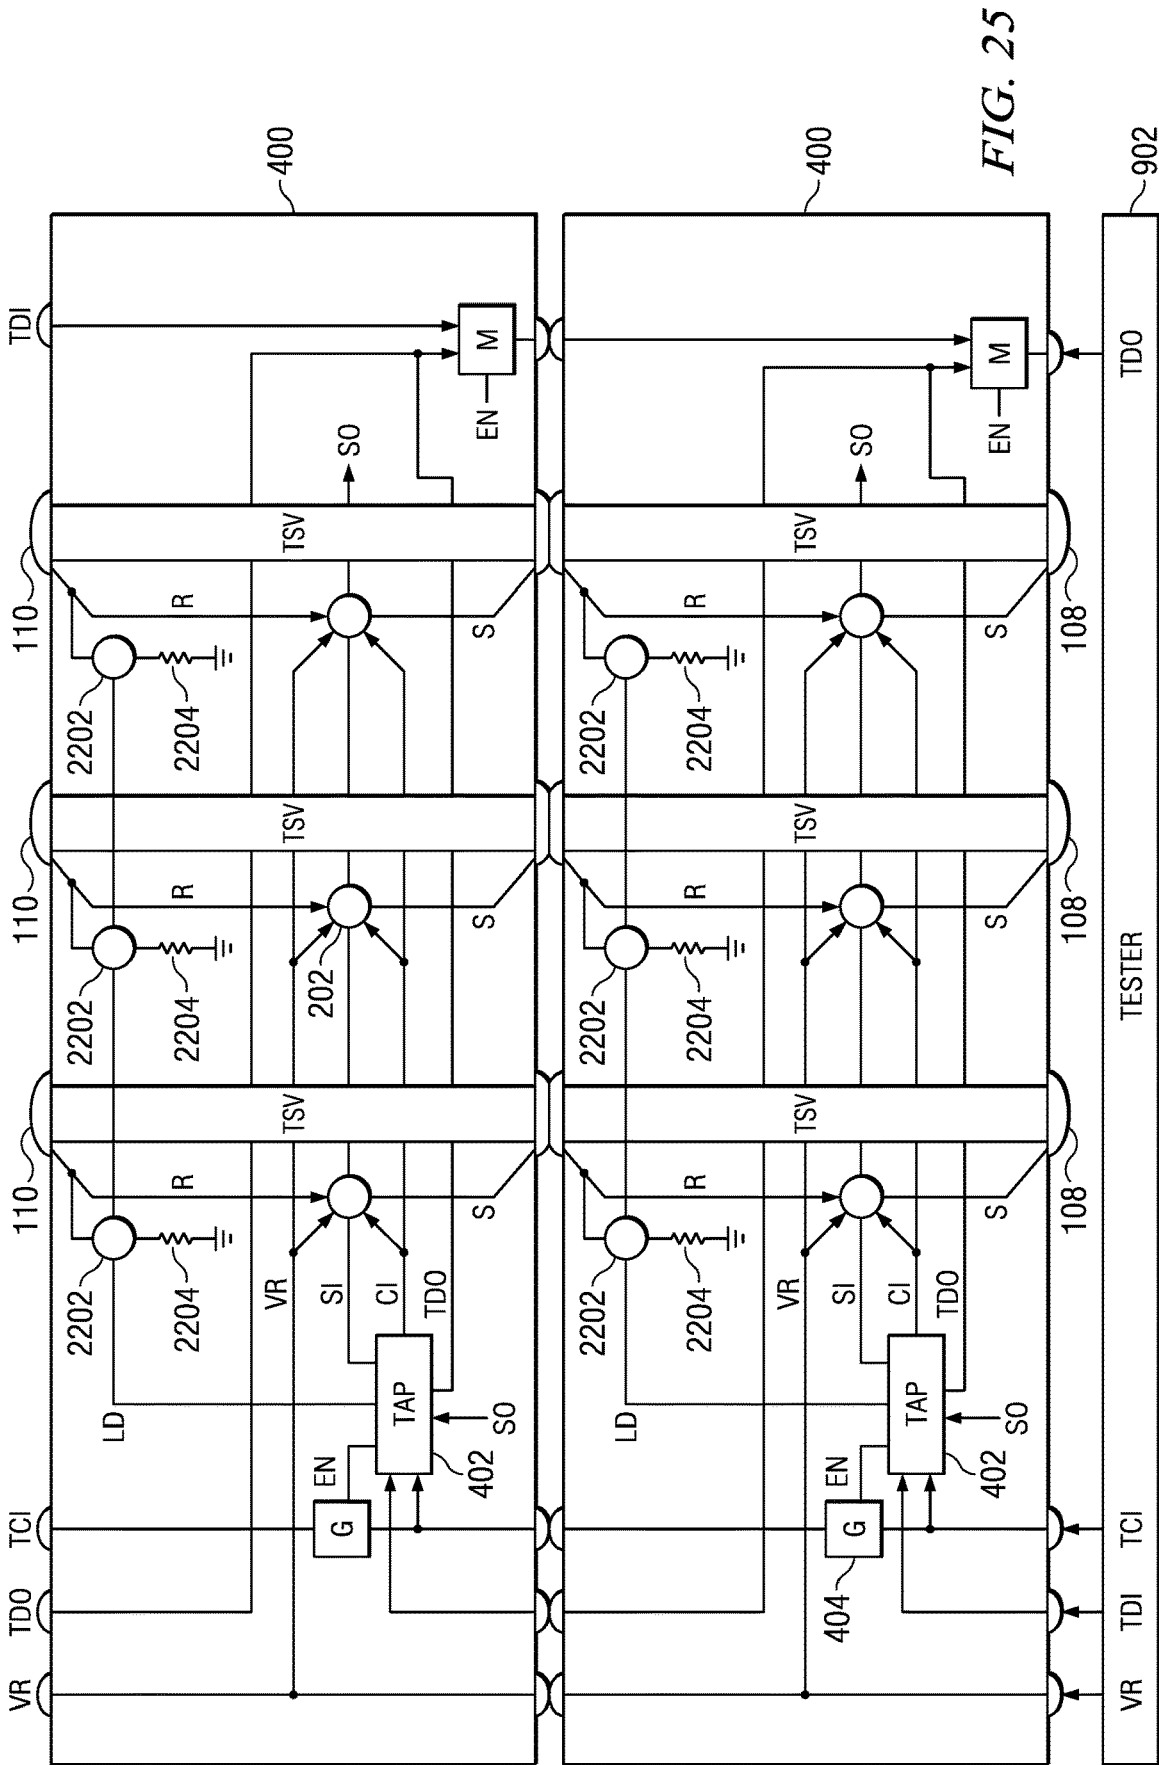 VR
TDO
TCI
110
110
110
TDI
2202
2202
2202
LD
2204
R
2204
R
2204
R
VR
TSV
TSV
TSV
400
EN
SI
202
G
SO
CI
TAP
TDO
402
S
S
S
EN
M
SO
2202
2202
2202
LD
2204
R
2204
R
2204
R
VR
TSV
TSV
TSV
400
EN
SI
404
G
SO
CI
TAP
TDO
402
S
S
S
EN
M
SO
108
108
108
VR
TDI
TCI
TESTER
TDO
902
FIG. 25